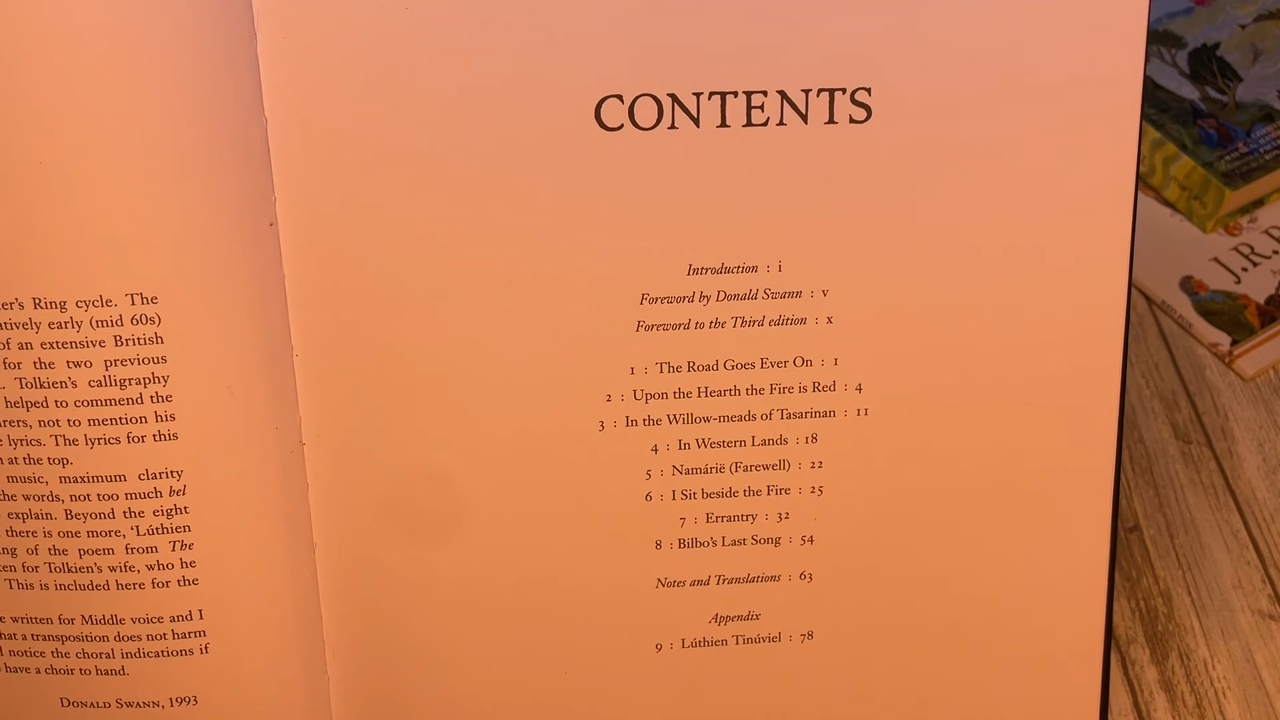 er's Ring cycle. The
atively early (mid 60s)
of an extensive British
for the two previous
. Tolkien's calligraphy
helped to commend the
arers, not to mention his
e lyrics. The lyrics for this
at the top.
music, maximum clarity
the words, not too much bel
explain. Beyond the eight
there is one more, 'Lúthien
ng of the poem from The
ten for Tolkien's wife, who he
This is included here for the
e written for Middle voice and I
hat a transposition does not harm
notice the choral indications if
have a choir to hand.
DONALD SWANN, 1993
CONTENTS
Introduction : i
Foreword by Donald Swann : v
Foreword to the Third edition : x
1 : The Road Goes Ever On : 1
2 : Upon the Hearth the Fire is Red : 4
3 : In the Willow-meads of Tasarinan : 11
4 : In Western Lands : 18
5 : Namárië (Farewell) : 22
6 : I Sit beside the Fire : 25
7 : Errantry : 32
8 : Bilbo's Last Song : 54
Notes and Translations : 63
Appendix
9 : Lúthien Tinúviel : 78
J.R.